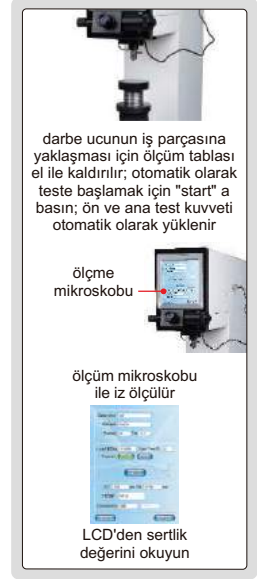 darbe ucunun iş parçasına
yaklaşması için ölçüm tablası
el ile kaldırılır; otomatik olarak
teste başlamak için "start" a
basın; ön ve ana test kuvveti
otomatik olarak yüklenir
ölçme
mikroskobu
ölçüm mikroskobu
ile iz ölçülür
LCD'den sertlik
değerini okuyun